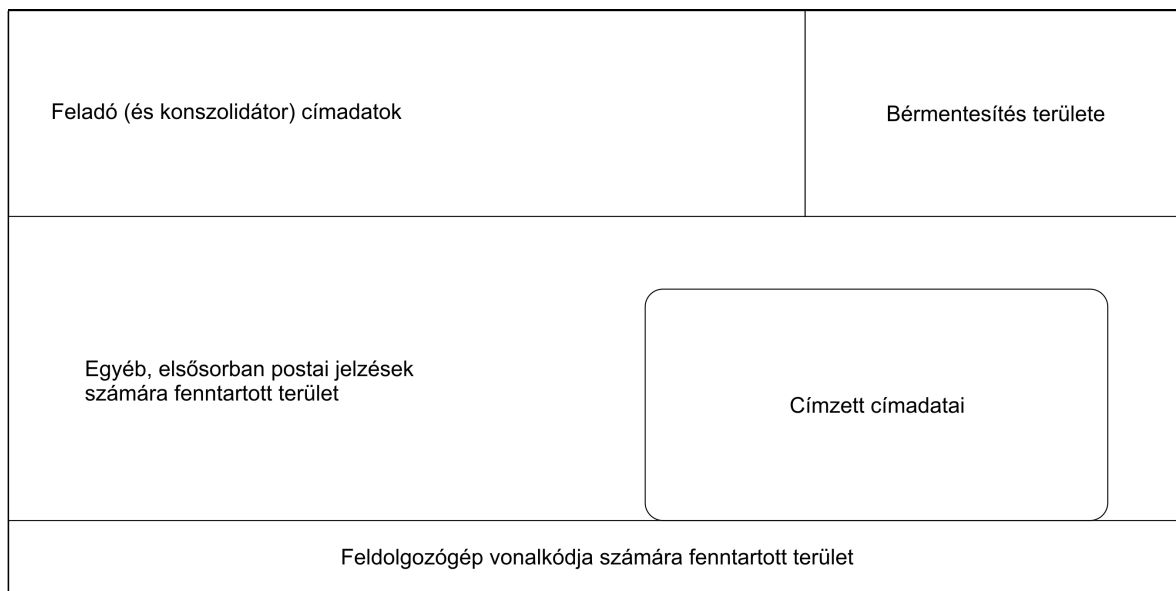 Feladó (és konszolidátor) címadatok
Bérmentesítés területe
Egyéb, elsősorban postai jelzések
számára fenntartott terület
Címzett címadatai
Feldolgozógép vonalkódja számára fenntartott terület